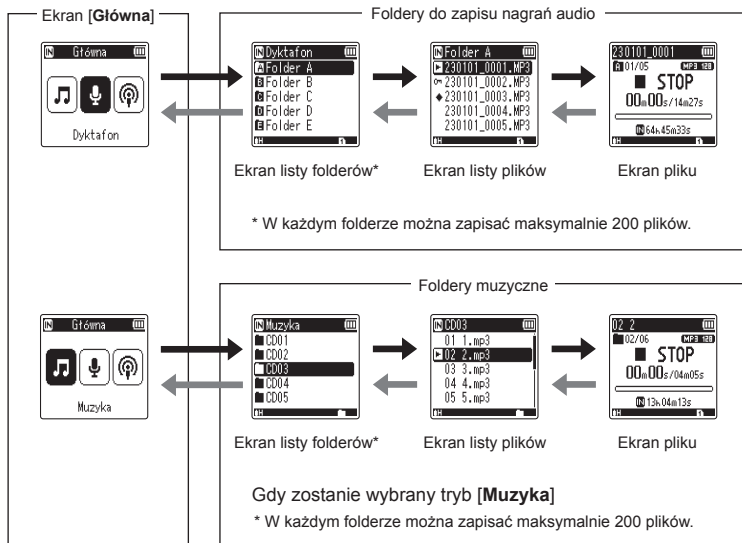 Ekran [Główna]
Foldery do zapisu nagrań audio
Główna
Dyktafon
Dyktafon
Folder A
Folder B
Folder C
Folder D
Folder E
Ekran listy folderów*
Folder A
230101_0001.MP3
230101_0002.MP3
230101_0003.MP3
230101_0004.MP3
230101_0005.MP3
Ekran listy plików
230101_0001
01/05 MP3 128
STOP
00m00s/14m27s
IN 64h45m33s
Ekran pliku
* W każdym folderze można zapisać maksymalnie 200 plików.
Foldery muzyczne
Główna
Muzyka
Muzyka
CD01
CD02
CD03
CD04
CD05
Ekran listy folderów*
CD03
01 1.mp3
02 2.mp3
03 3.mp3
04 4.mp3
05 5.mp3
Ekran listy plików
02 2
02/06 MP3 128
STOP
00m00s/04m05s
IN 13h04m13s
Ekran pliku
Gdy zostanie wybrany tryb [Muzyka]
* W każdym folderze można zapisać maksymalnie 200 plików.